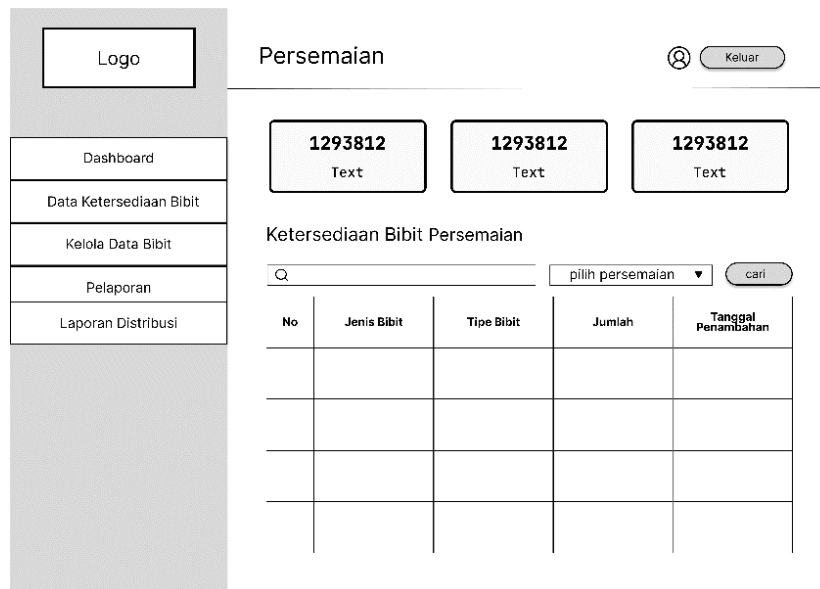 Logo
Persemaian
Keluar
Dashboard
Data Ketersediaan Bibit
Kelola Data Bibit
Pelaporan
Laporan Distribusi
1293812
Text
1293812
Text
1293812
Text
Ketersediaan Bibit Persemaian
pilih persemaian
cari
No
Jenis Bibit
Tipe Bibit
Jumlah
Tanggal
Penambahan